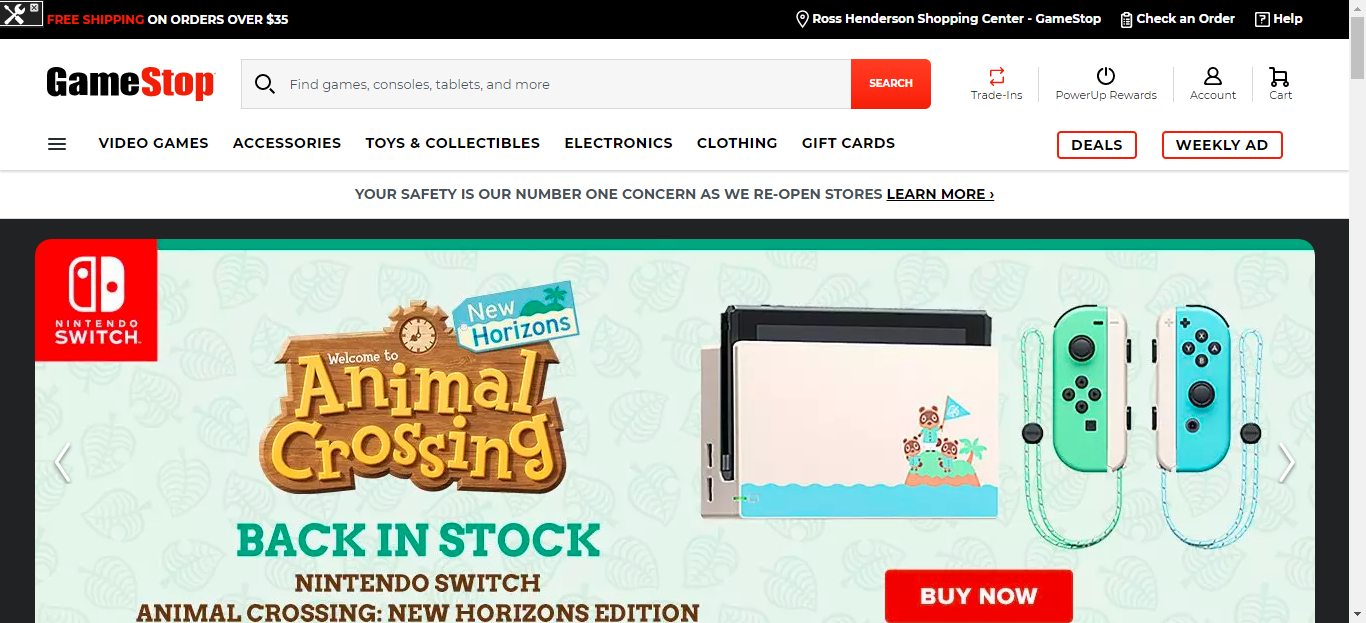 FREE SHIPPING ON ORDERS OVER $35
Ross Henderson Shopping Center - GameStop
Check an Order
Help
GameStop
Find games, consoles, tablets, and more
SEARCH
Trade-Ins
PowerUp Rewards
Account
Cart
VIDEO GAMES
ACCESSORIES
TOYS & COLLECTIBLES
ELECTRONICS
CLOTHING
GIFT CARDS
DEALS
WEEKLY AD
YOUR SAFETY IS OUR NUMBER ONE CONCERN AS WE RE-OPEN STORES LEARN MORE ›
NINTENDO
SWITCH
New
Horizons
Welcome to
Animal
Crossing
X
Y
A
B
BACK IN STOCK
NINTENDO SWITCH
ANIMAL CROSSING: NEW HORIZONS EDITION
BUY NOW